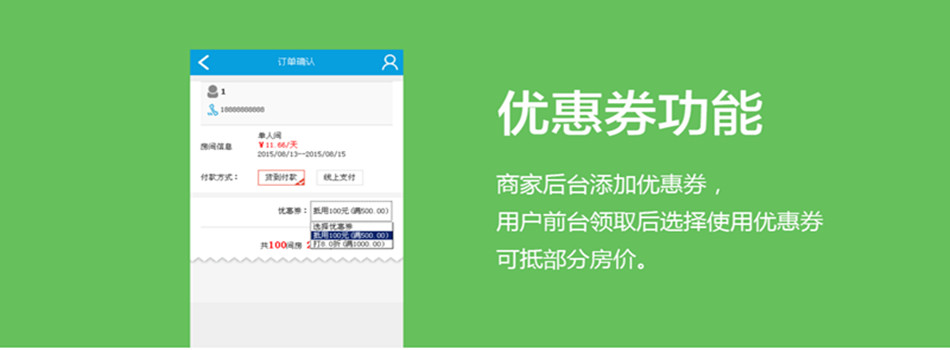 订单确认
1
18888888888
房间信息
单人间
￥11.66/天
2015/08/13--2015/08/15
付款方式：
货到付款
线上支付
优惠券：
抵用100元(满500.00)
选择优惠券
抵用100元(满500.00)
打8.0折(满1000.00)
共100间房
优惠券功能
商家后台添加优惠券，
用户前台领取后选择使用优惠券
可抵部分房价。